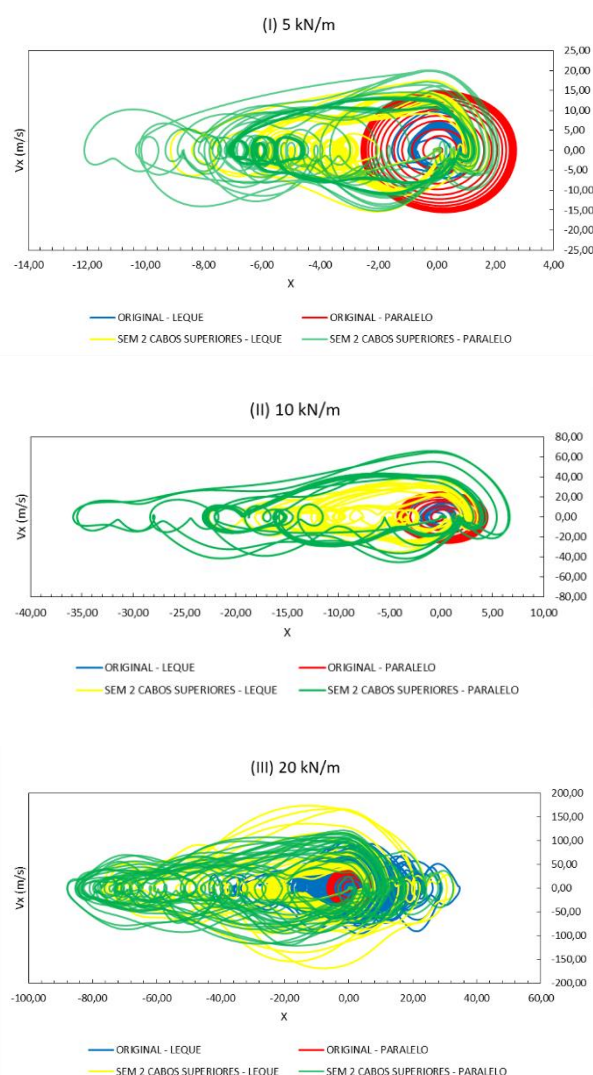 (I) 5 kN/m
25,00
20,00
15,00
10,00
5,00
0,00
-5,00
-10,00
-15,00
-20,00
-25,00
Vx (m/s)
-14,00 -12,00 -10,00 -8,00 -6,00 -4,00 -2,00 0,00 2,00 4,00
X
ORIGINAL - LEQUE ORIGINAL - PARALELO
SEM 2 CABOS SUPERIORES - LEQUE SEM 2 CABOS SUPERIORES - PARALELO
(II) 10 kN/m
80,00
60,00
40,00
20,00
0,00
-20,00
-40,00
-60,00
-80,00
Vx (m/s)
-40,00 -35,00 -30,00 -25,00 -20,00 -15,00 -10,00 -5,00 0,00 5,00 10,00
X
ORIGINAL - LEQUE ORIGINAL - PARALELO
SEM 2 CABOS SUPERIORES - LEQUE SEM 2 CABOS SUPERIORES - PARALELO
(III) 20 kN/m
200,00
150,00
100,00
50,00
0,00
-50,00
-100,00
-150,00
-200,00
Vx (m/s)
-100,00 -80,00 -60,00 -40,00 -20,00 0,00 20,00 40,00 60,00
X
ORIGINAL - LEQUE ORIGINAL - PARALELO
SEM 2 CABOS SUPERIORES - LEQUE SEM 2 CABOS SUPERIORES - PARALELO